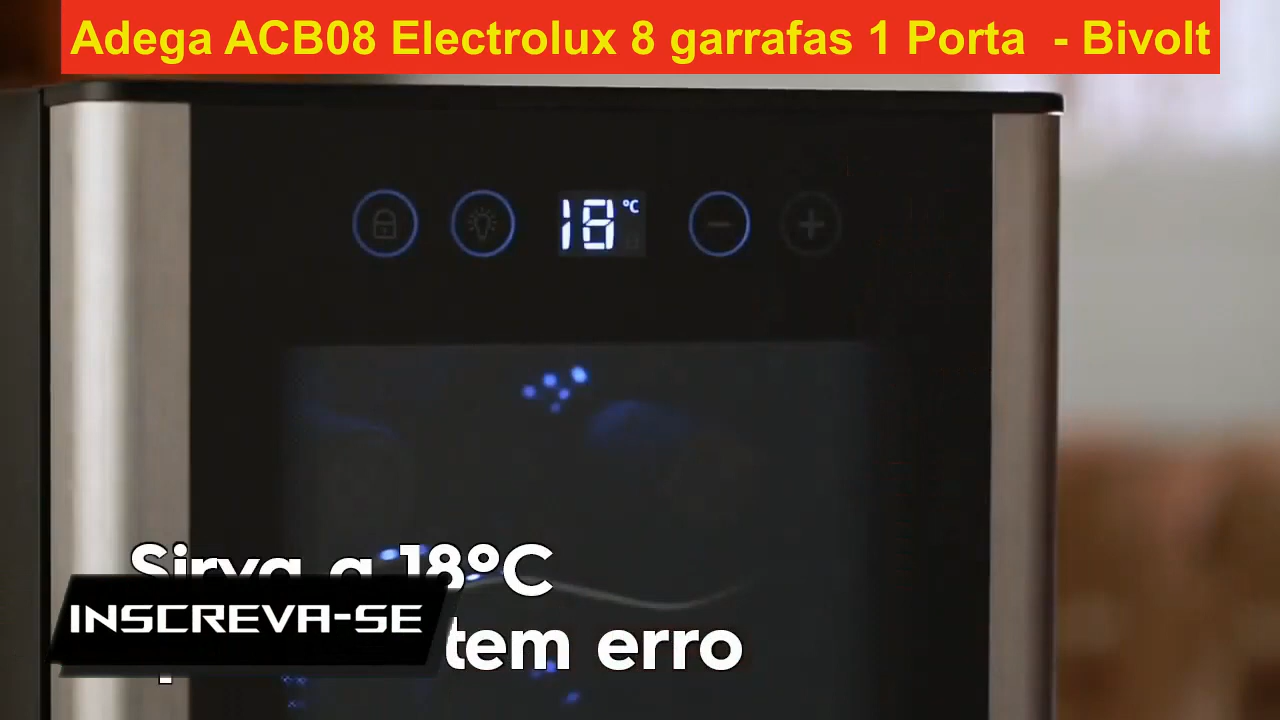 Adega ACB08 Electrolux 8 garrafas 1 Porta - Bivolt
18 °C
Sirva a 18°C
INSCREVA-SE
tem erro